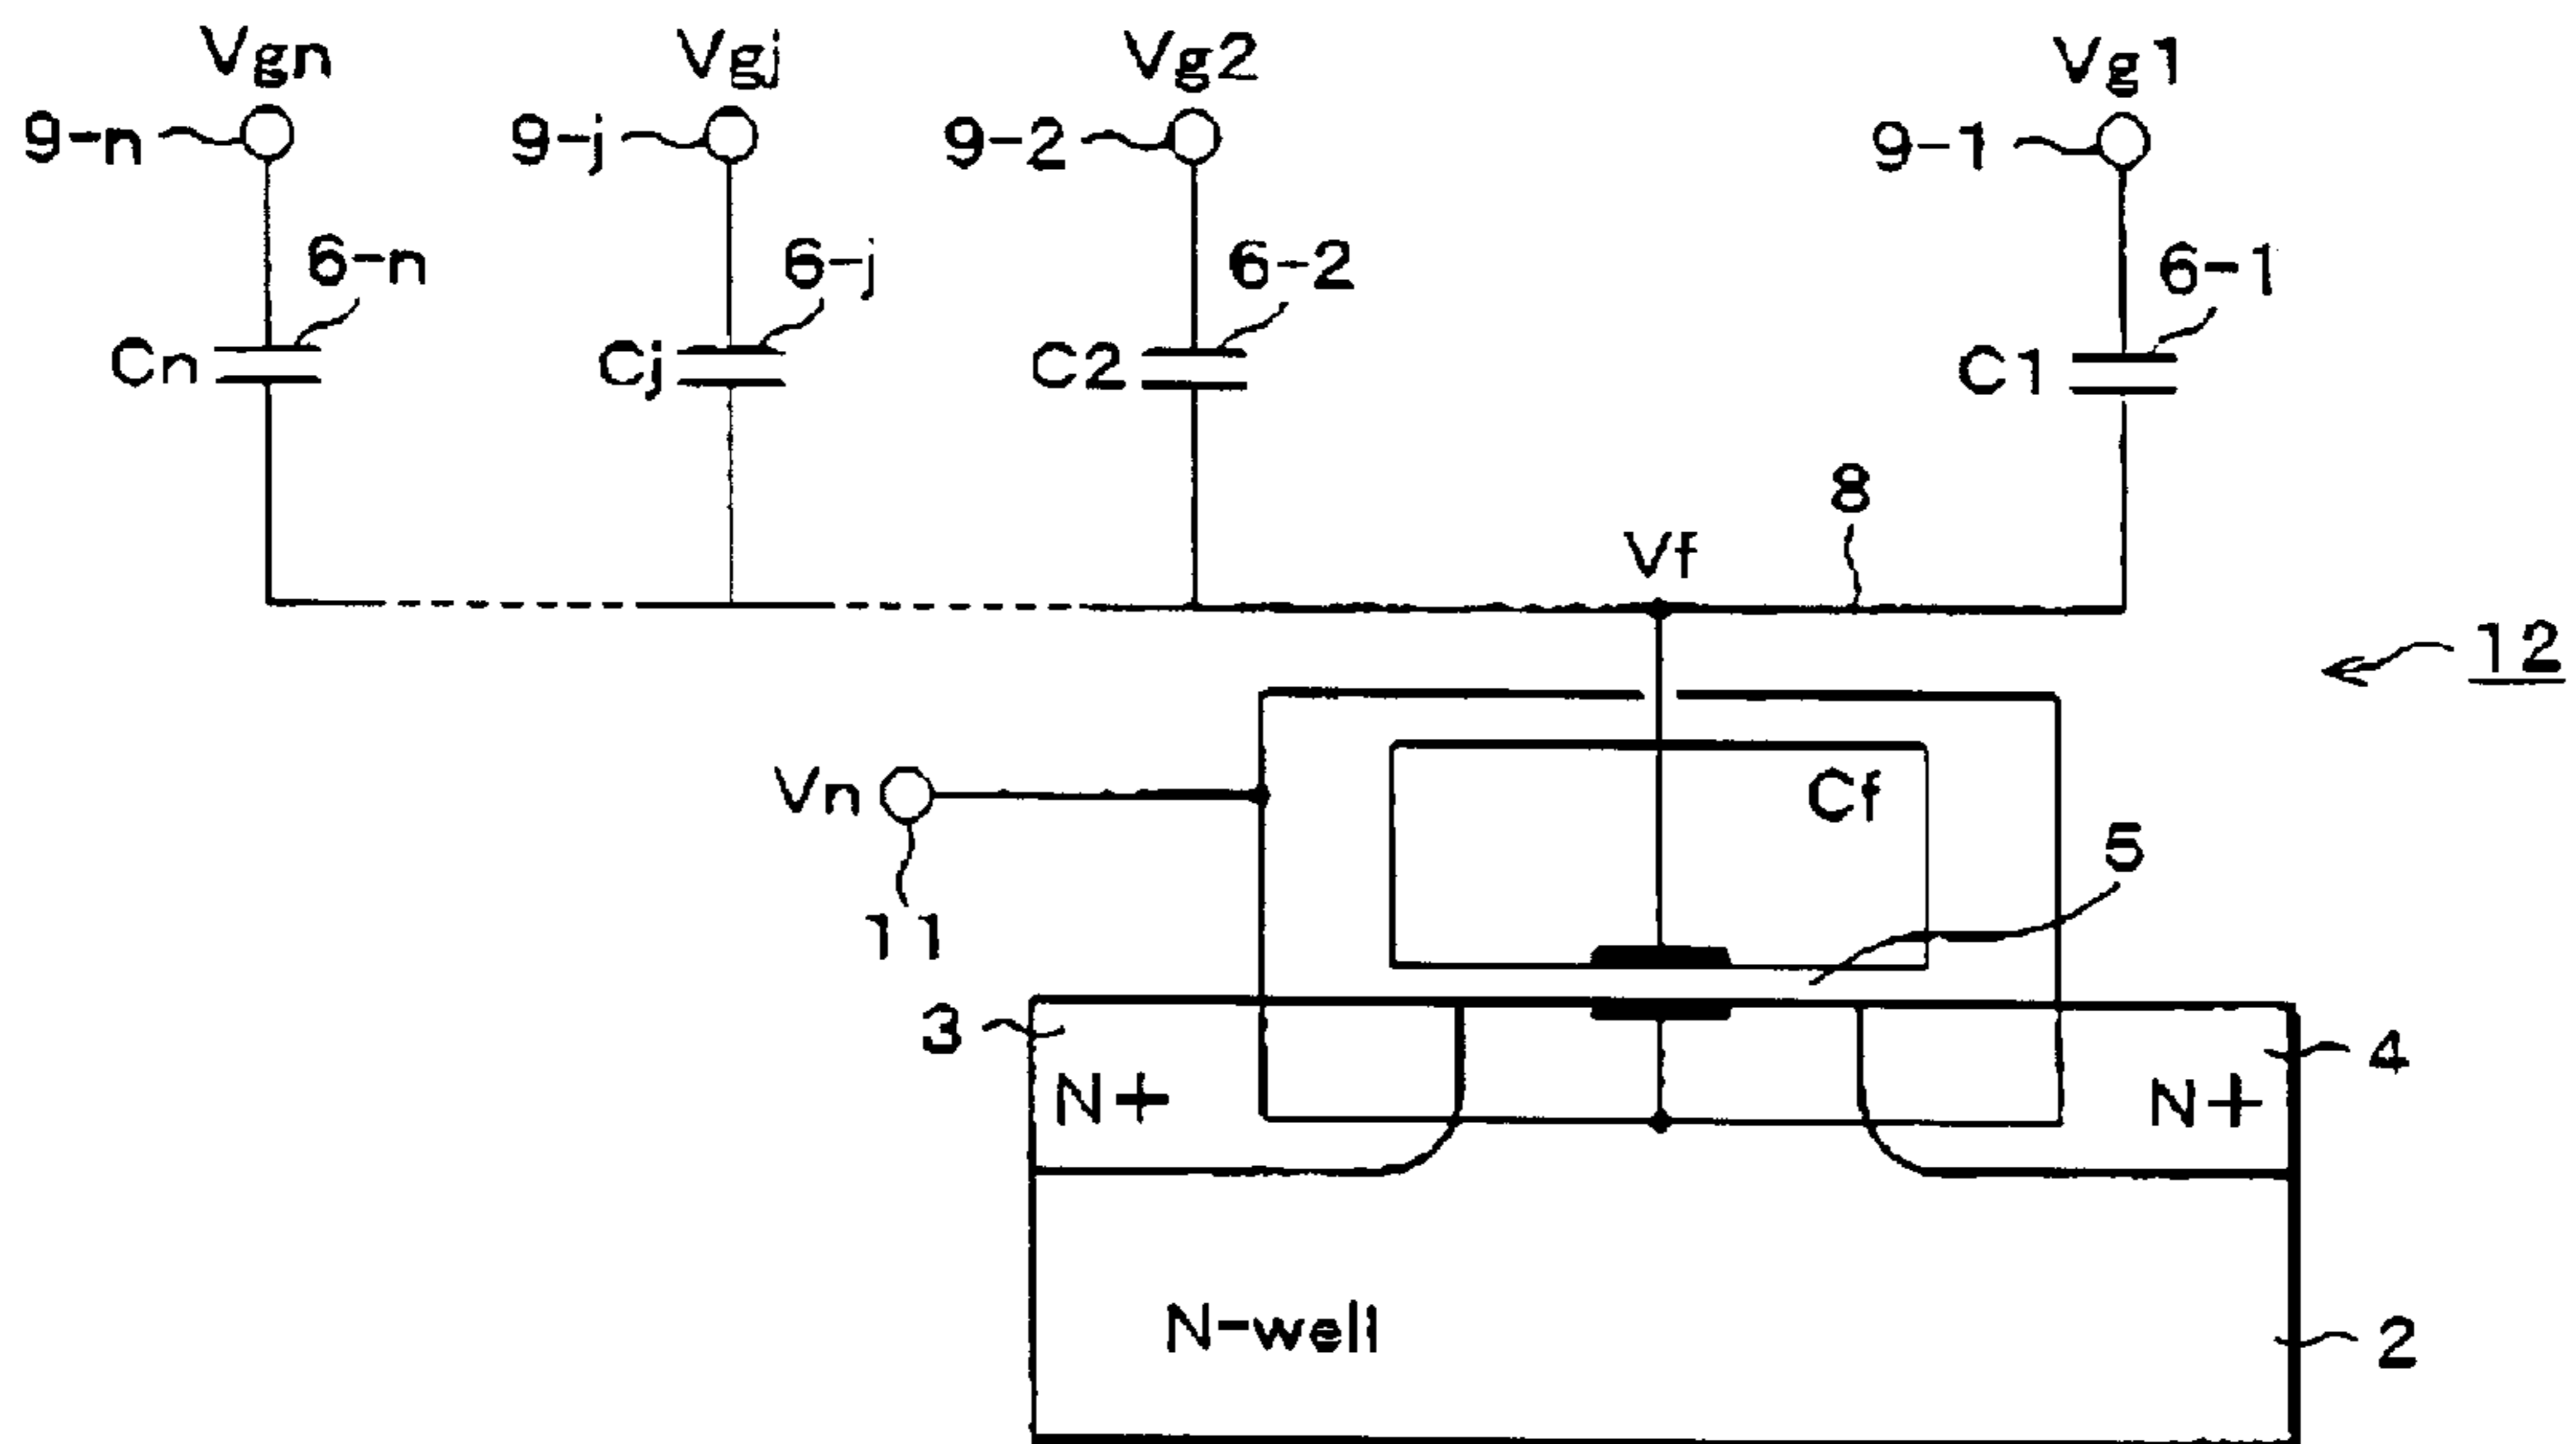 Vgn Vgj Vg2 Vg1
9-n 9-j 9-2 9-1
6-n 6-j 6-2 6-1
Cn Cj C2 C1
8
Vf
12
Vn Cf
5
11
3 4
N+ N+
N-well 2